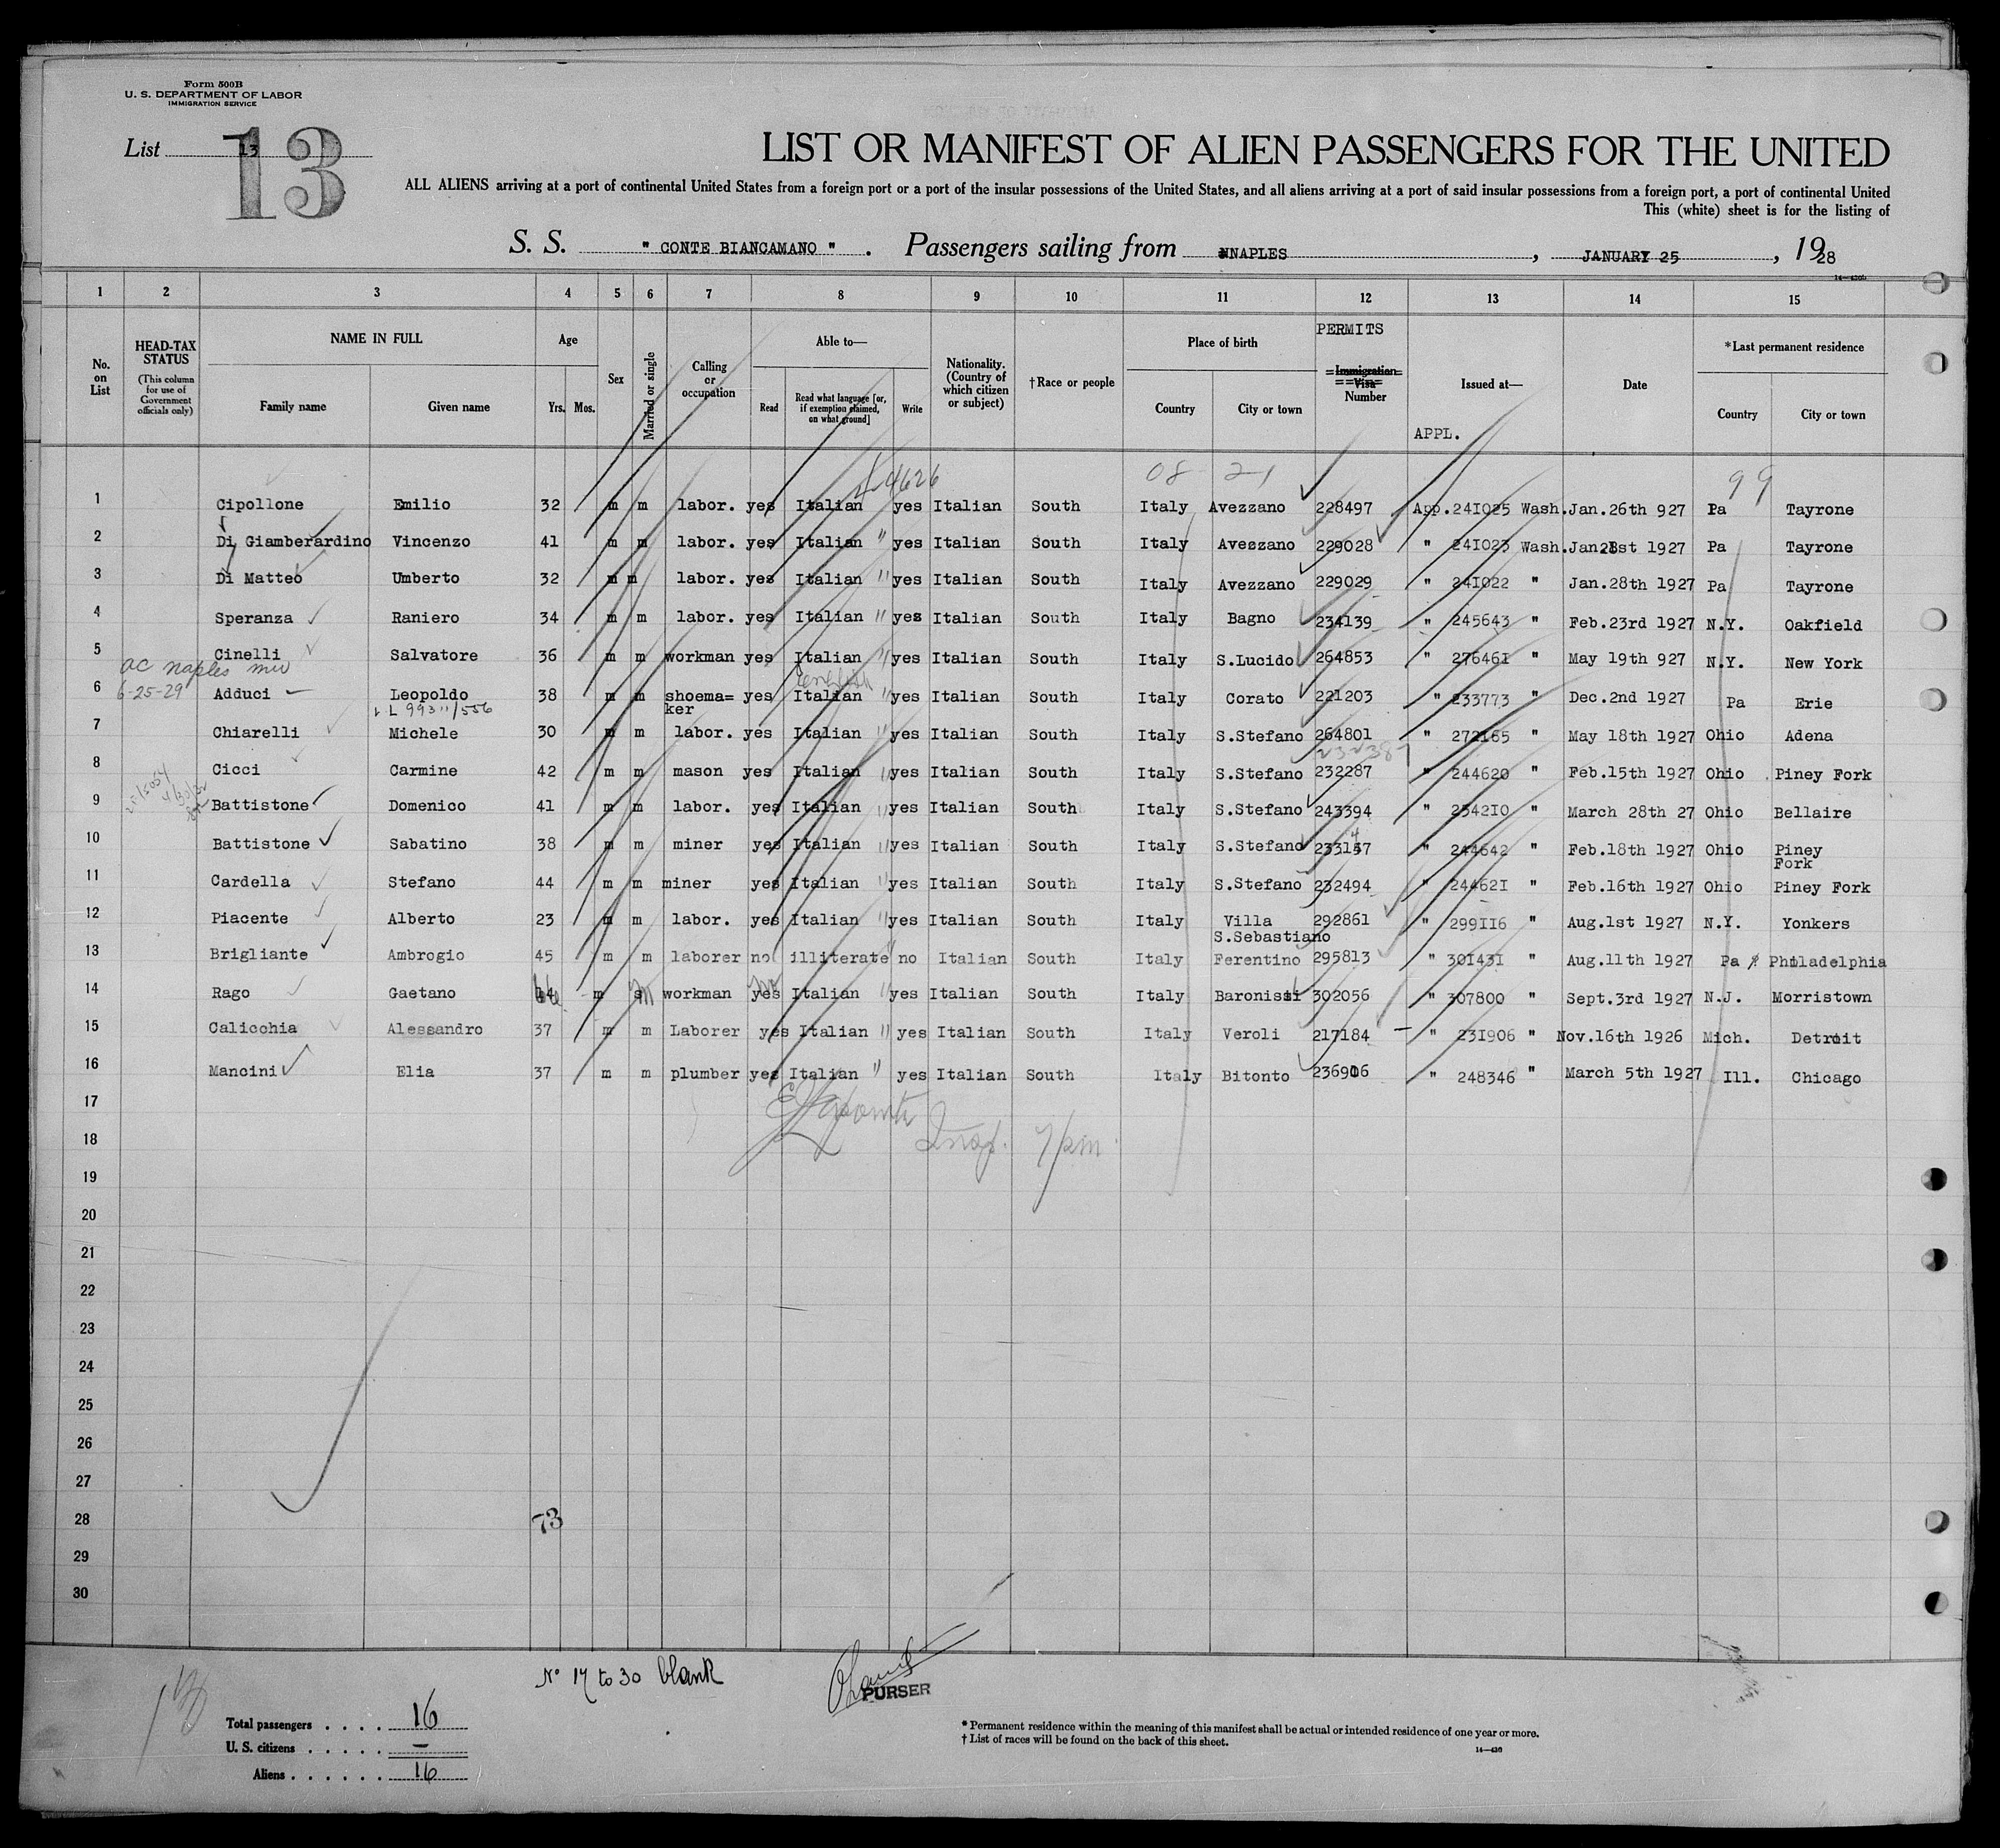 Form 500B
U. S. DEPARTMENT OF LABOR
IMMIGRATION SERVICE
List 13
13
LIST OR MANIFEST OF ALIEN PASSENGERS FOR THE UNITED
ALL ALIENS arriving at a port of continental United States from a foreign port or a port of the insular possessions of the United States, and all aliens arriving at a port of said insular possessions from a foreign port, a port of continental United
This (white) sheet is for the listing of
S. S. " CONTE BIANCAMANO " . Passengers sailing from NAPLES , JANUARY 25 , 1928
1 2 3 4 5 6 7 8 9 10 11 12 13 14 15
No. on List
HEAD-TAX STATUS
(This column for use of Government officials only)
NAME IN FULL
Family name Given name
Age
Yrs. Mos.
Sex
Married or single
Calling or occupation
Able to—
Read Read what language [or, if exemption claimed, on what ground] Write
Nationality. (Country of which citizen or subject)
†Race or people
Place of birth
Country City or town
PERMITS
Immigration Visa Number
Issued at—
APPL.
Date
*Last permanent residence
Country City or town
4626 08 21 99
1 Cipollone Emilio 32 m m labor. yes Italian yes Italian South Italy Avezzano 228497 App.241025 Wash. Jan.26th 927 Pa Tayrone
2 Di Giamberardino Vincenzo 41 m m labor. yes Italian " yes Italian South Italy Avezzano 229028 " 241023 Wash. 1927 Pa Tayrone
3 Di Matteo Umberto 32 m m labor. yes Italian " yes Italian South Italy Avezzano 229029 " 241022 " Jan.28th 1927 Pa Tayrone
4 Speranza Raniero 34 m m labor. yes Italian " yes Italian South Italy Bagno 234139 " 245643 " Feb.23rd 1927 N.Y. Oakfield
5 Cinelli Salvatore 36 m m workman yes Italian " yes Italian South Italy S.Lucido 264853 " 276461 " May 19th 927 N.Y. New York
ac naples
English
6 6-25-29 Adduci Leopoldo 38 m m shoema= yes Italian " yes Italian South Italy Corato 221203 " 233773 " Dec.2nd 1927 Pa Erie
ker
7 Chiarelli Michele 30 m m labor. yes Italian " yes Italian South Italy S.Stefano 264801 " 272165 " May 18th 1927 Ohio Adena
8 Cicci Carmine 42 m m mason yes Italian " yes Italian South Italy S.Stefano 232287 " 244620 " Feb.15th 1927 Ohio Piney Fork
9 Battistone Domenico 41 m m labor. yes Italian " yes Italian South Italy S.Stefano 243394 " 254210 " March 28th 27 Ohio Bellaire
10 Battistone Sabatino 38 m m miner yes Italian " yes Italian South Italy S.Stefano " 244642 " Feb.18th 1927 Ohio Piney
Fork
11 Cardella Stefano 44 m m miner yes Italian " yes Italian South Italy S.Stefano 232494 " 244621 " Feb.16th 1927 Ohio Piney Fork
12 Piacente Alberto 23 m m labor. yes Italian " yes Italian South Italy Villa 292861 " 299116 " Aug.1st 1927 N.Y. Yonkers
S.Sebastiano
13 Brigliante Ambrogio 45 m m laborer no illiterate " no Italian South Italy Ferentino 295813 " 301431 " Aug.11th 1927 Pa Philadelphia
14 Rago Gaetano m workman yes Italian " yes Italian South Italy Baronissi 302056 " 307800 " Sept.3rd 1927 N.J. Morristown
15 Calicchia Alessandro 37 m m Laborer yes Italian " yes Italian South Italy Veroli 217184 " 231906 " Nov.16th 1926 Mich. Detroit
16 Mancini Elia 37 m m plumber yes Italian " yes Italian South Italy Bitonto 236906 " 248346 " March 5th 1927 Ill. Chicago
17
18 Insp.
19
20
21
22
23
24
25
26
27
28 73
29
30
No 17 to 30 blank
PURSER
Total passengers . . . . 16
U. S. citizens . . . . . —
Aliens . . . . . . 16
* Permanent residence within the meaning of this manifest shall be actual or intended residence of one year or more.
† List of races will be found on the back of this sheet.